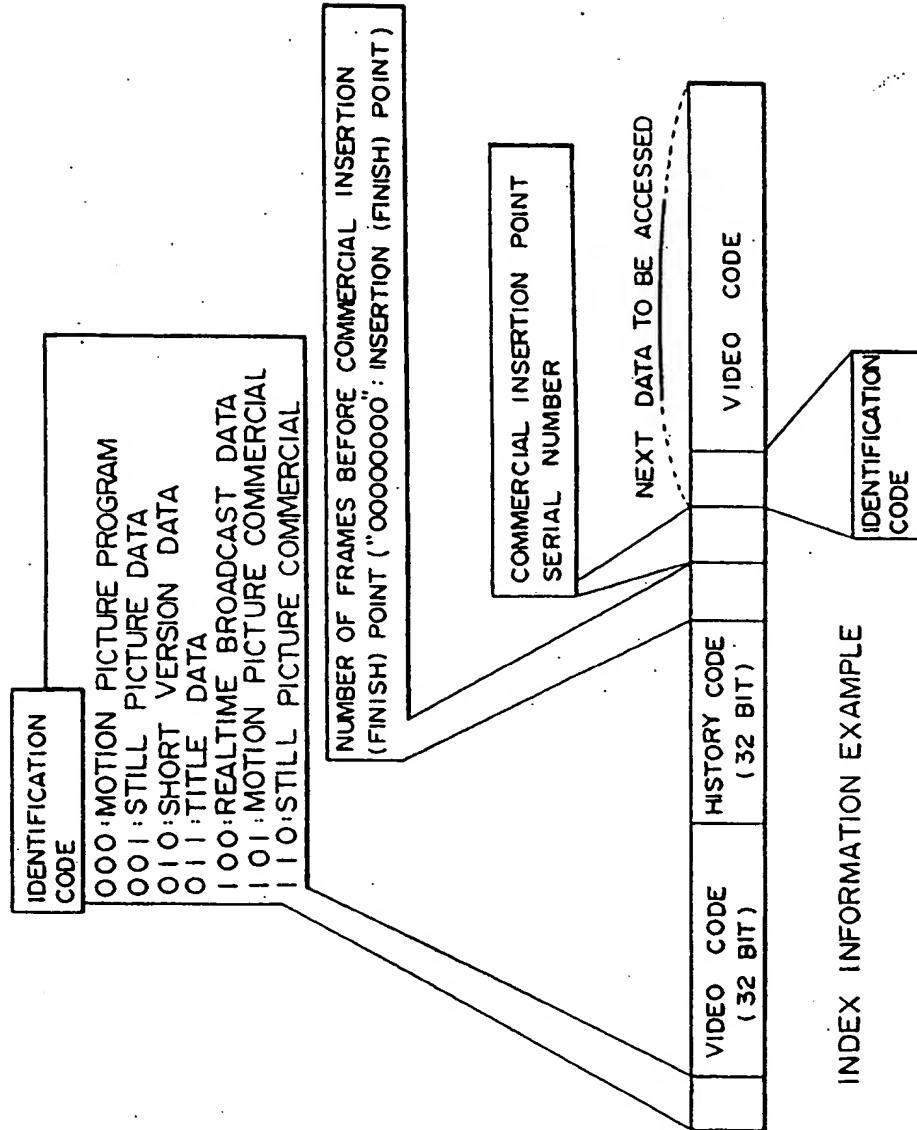 IDENTIFICATION
CODE
000:MOTION PICTURE PROGRAM
001:STILL PICTURE DATA
010:SHORT VERSION DATA
011:TITLE DATA
100:REALTIME BROADCAST DATA
101:MOTION PICTURE COMMERCIAL
110:STILL PICTURE COMMERCIAL
NUMBER OF FRAMES BEFORE COMMERCIAL INSERTION
(FINISH) POINT ("0000000": INSERTION (FINISH) POINT)
COMMERCIAL INSERTION POINT
SERIAL NUMBER
NEXT DATA TO BE ACCESSED
VIDEO CODE
(32 BIT)
HISTORY CODE
(32 BIT)
VIDEO CODE
IDENTIFICATION
CODE
INDEX INFORMATION EXAMPLE